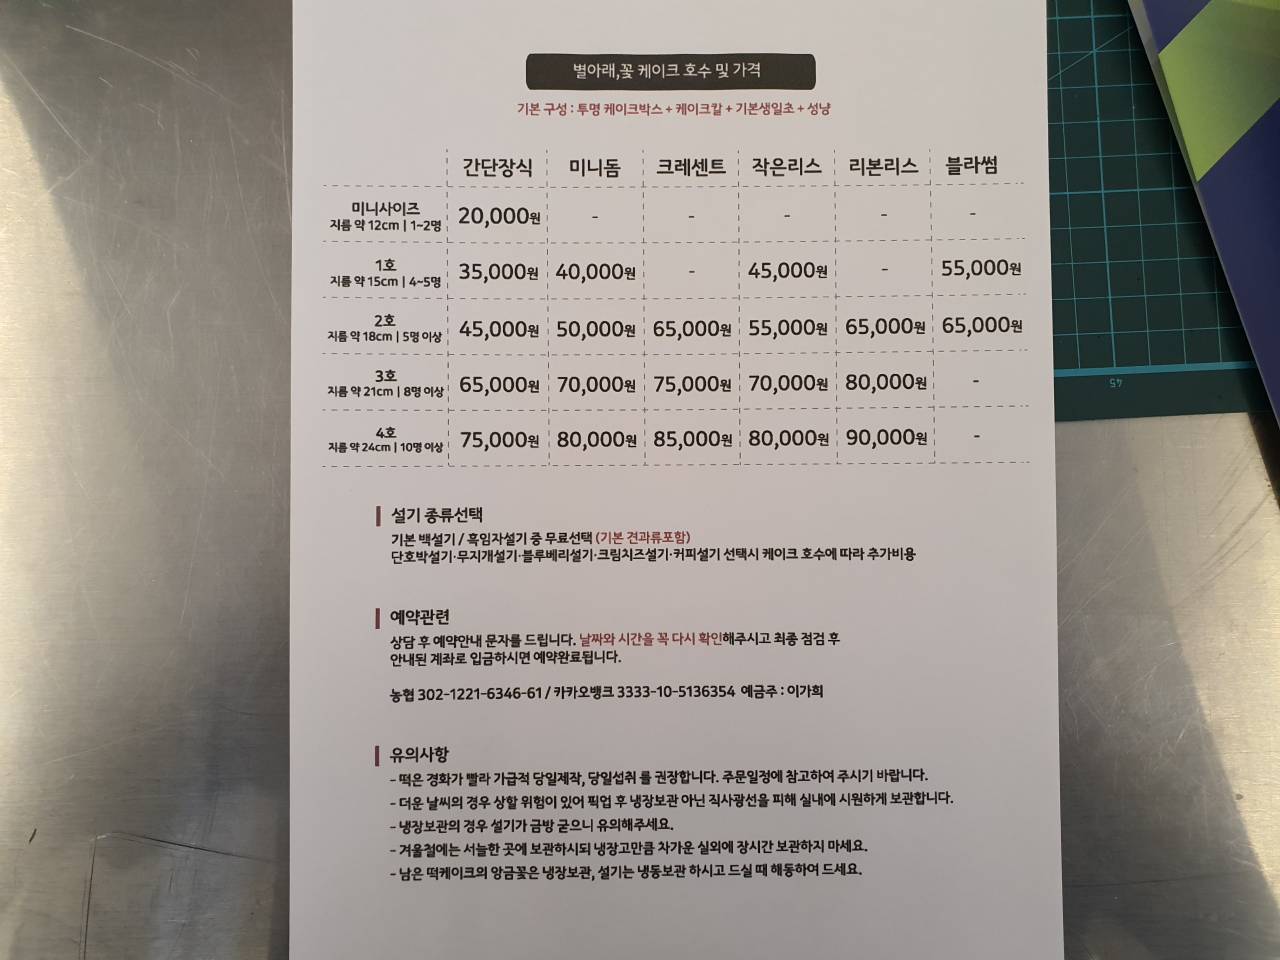 별아래,꽃 케이크 호수 및 가격
기본 구성 : 투명 케이크박스 + 케이크칼 + 기본생일초 + 성냥
간단장식 미니돔 크레센트 작은리스 리본리스 블라썸
미니사이즈
지름 약 12cm | 1~2명 20,000원 - - - - -
1호
지름 약 15cm | 4~5명 35,000원 40,000원 - 45,000원 - 55,000원
2호
지름 약 18cm | 5명 이상 45,000원 50,000원 65,000원 55,000원 65,000원 65,000원
3호
지름 약 21cm | 8명 이상 65,000원 70,000원 75,000원 70,000원 80,000원 -
4호
지름 약 24cm | 10명 이상 75,000원 80,000원 85,000원 80,000원 90,000원 -
설기 종류선택
기본 백설기 / 흑임자설기 중 무료선택 (기본 견과류포함)
단호박설기·무지개설기·블루베리설기·크림치즈설기·커피설기 선택시 케이크 호수에 따라 추가비용
예약관련
상담 후 예약안내 문자를 드립니다. 날짜와 시간을 꼭 다시 확인해주시고 최종 점검 후
안내된 계좌로 입금하시면 예약완료됩니다.
농협 302-1221-6346-61 / 카카오뱅크 3333-10-5136354 예금주 : 이가희
유의사항
- 떡은 경화가 빨라 가급적 당일제작, 당일섭취 를 권장합니다. 주문일정에 참고하여 주시기 바랍니다.
- 더운 날씨의 경우 상할 위험이 있어 픽업 후 냉장보관 아닌 직사광선을 피해 실내에 시원하게 보관합니다.
- 냉장보관의 경우 설기가 금방 굳으니 유의해주세요.
- 겨울철에는 서늘한 곳에 보관하시되 냉장고만큼 차가운 실외에 장시간 보관하지 마세요.
- 남은 떡케이크의 앙금꽃은 냉장보관, 설기는 냉동보관 하시고 드실 때 해동하여 드세요.
45